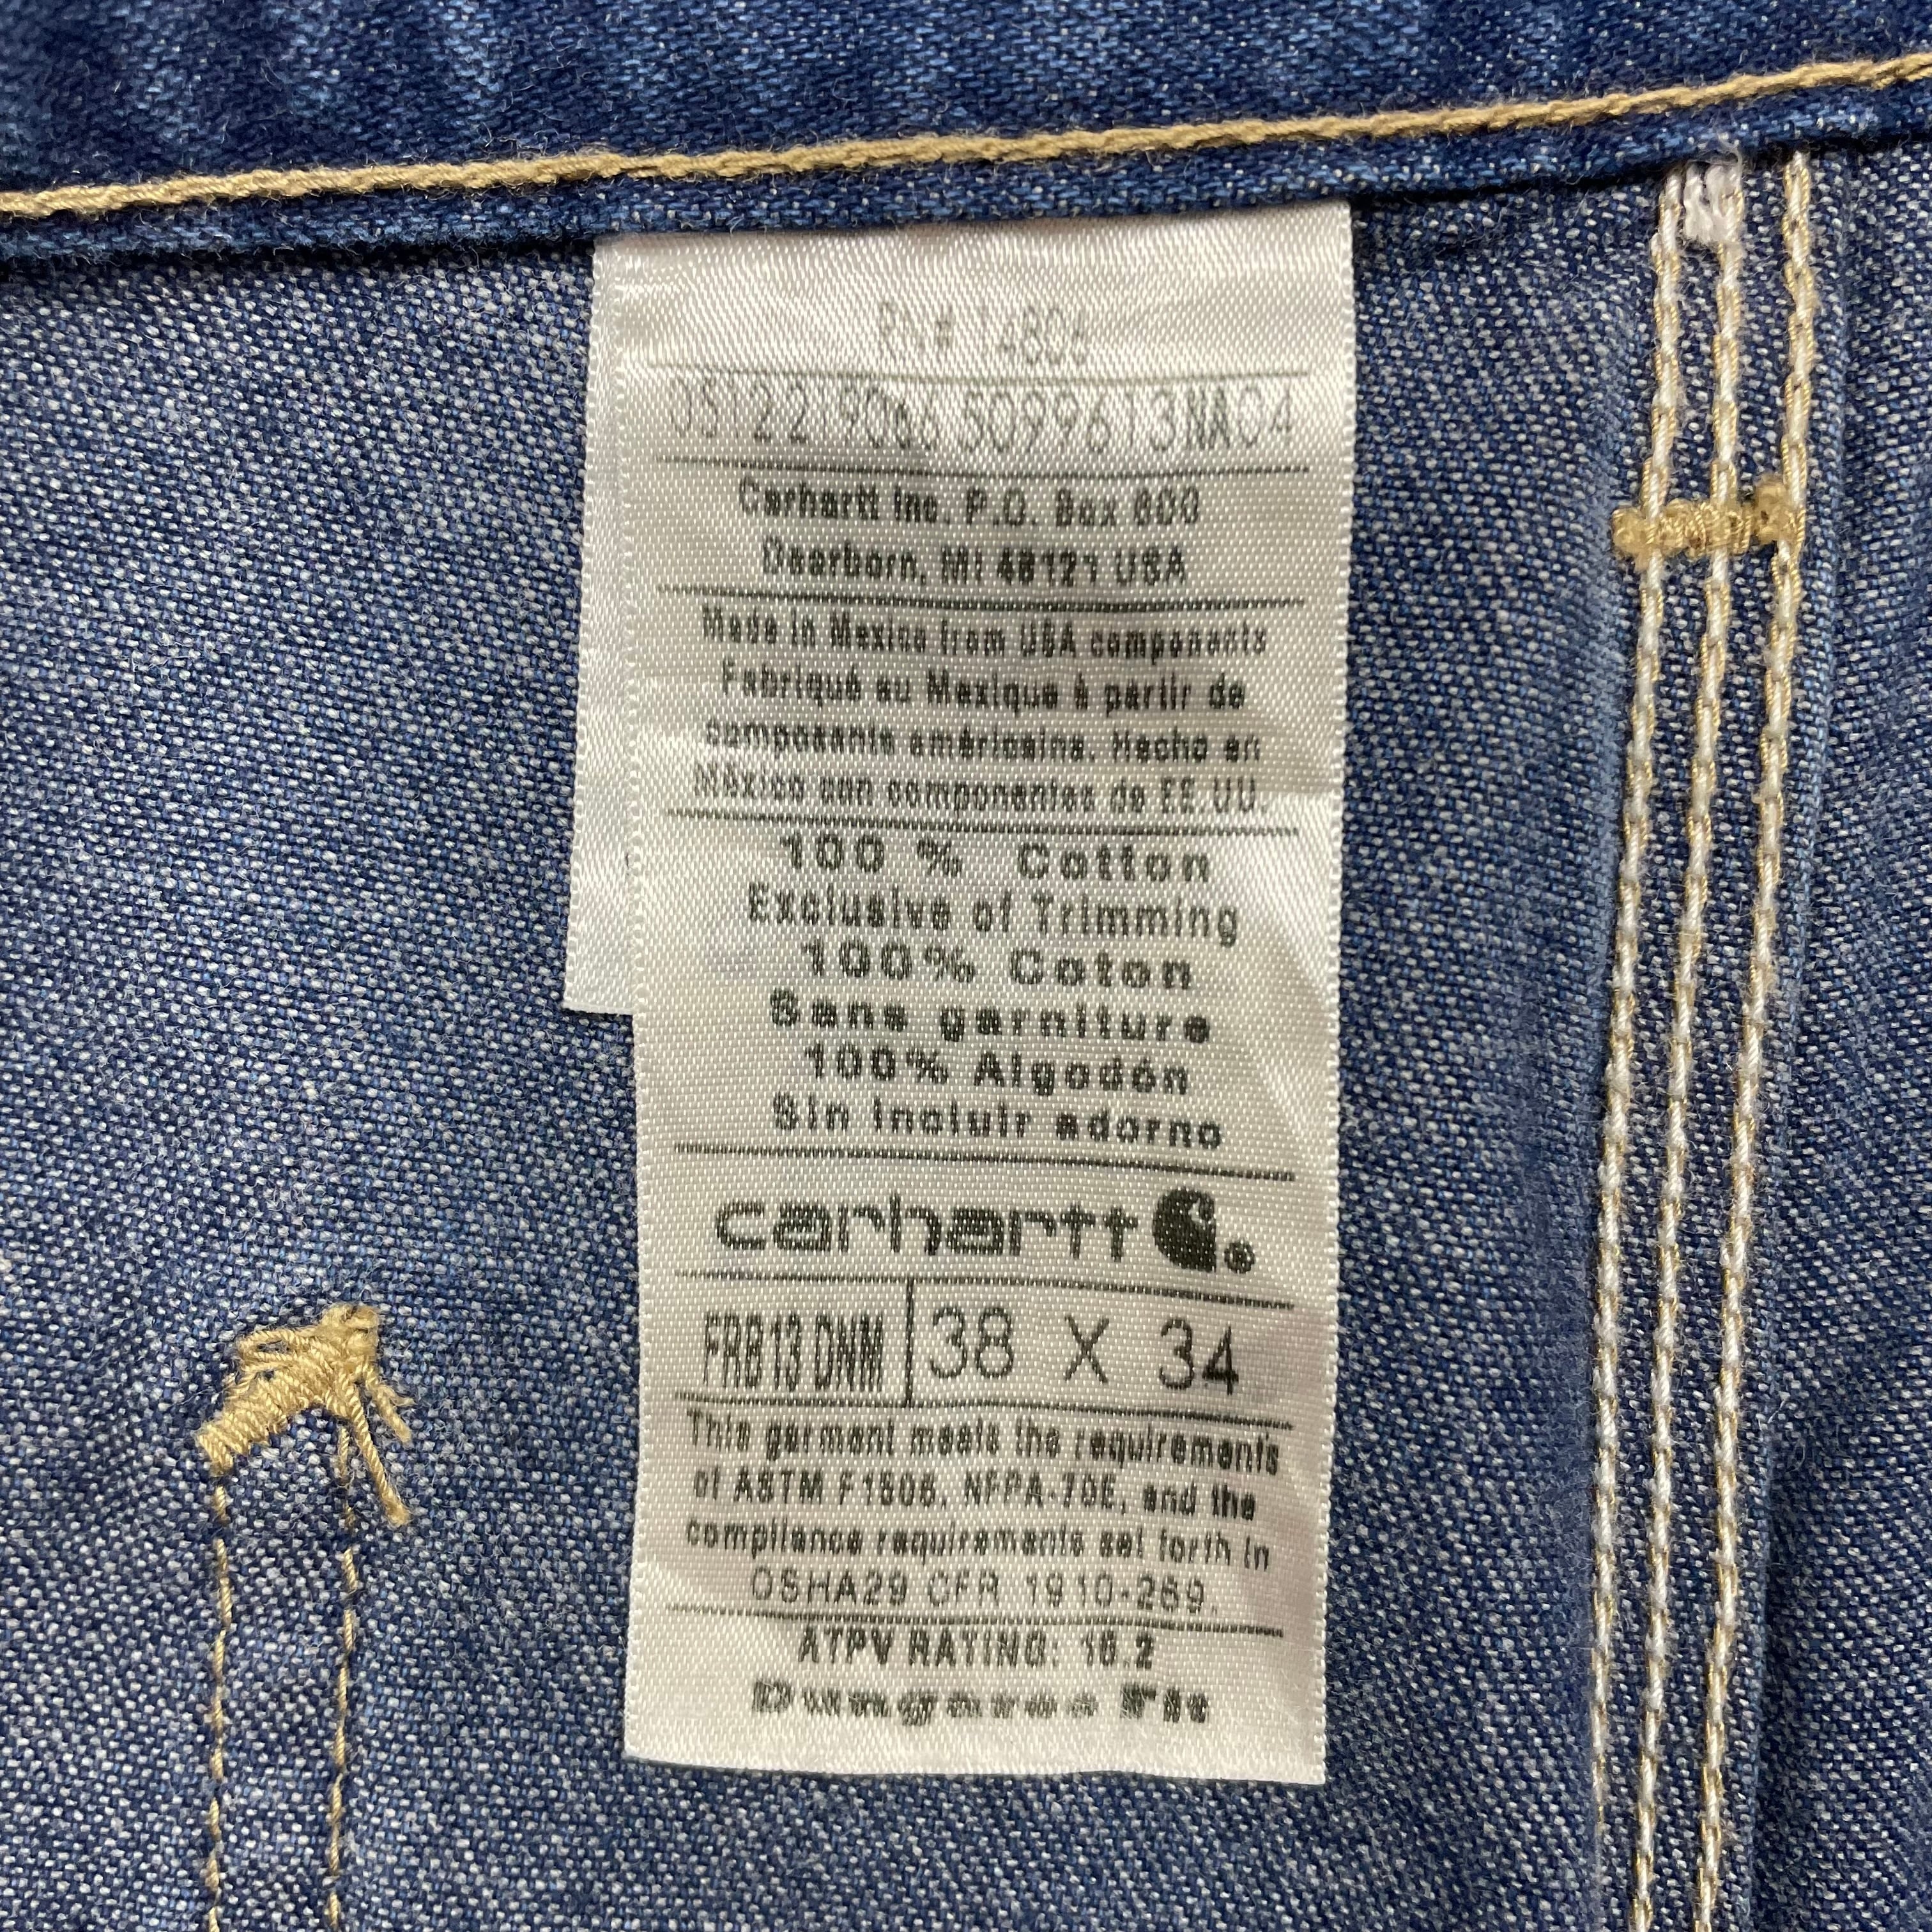 RN# 14806
5099613NA04
Carhartt Inc. P.O. Box 600
Dearborn, MI 48121 USA
Made in Mexico from USA components
Fabriqué au Mexique à partir de
composants américains. Hecho en
México con componentes de EE.UU.
100 % Cotton
Exclusive of Trimming
100% Coton
Sans garniture
100% Algodón
Sin incluir adorno
carhartt ®
FRB13 DNM 38 X 34
This garment meets the requirements
of ASTM F1506, NFPA-70E, and the
compliance requirements set forth in
OSHA29 CFR 1910-269.
ATPV RATING: 16.2
Dungaree Fit